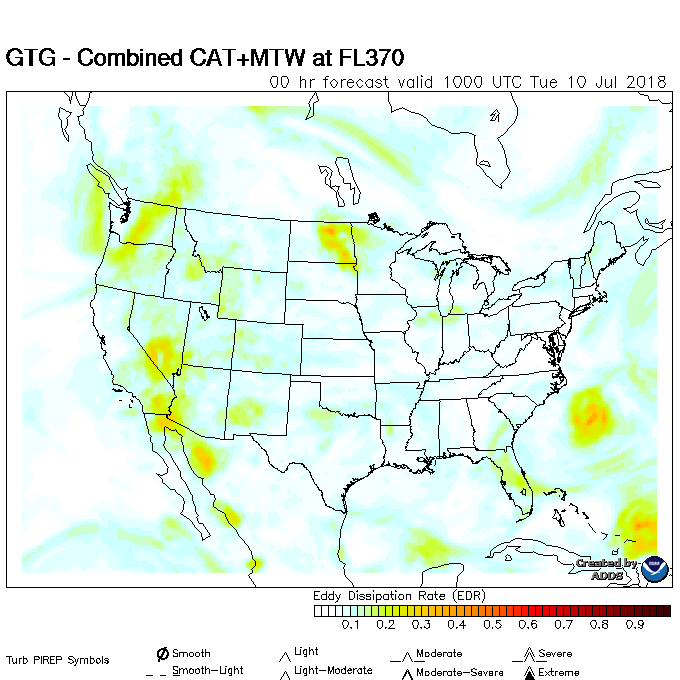 GTG - Combined CAT+MTW at FL370
00 hr forecast valid 1000 UTC Tue 10 Jul 2018
Created by
ADDS
Eddy Dissipation Rate (EDR)
0.1 0.2 0.3 0.4 0.5 0.6 0.7 0.8 0.9
Turb PIREP Symbols
Smooth Light Moderate Severe
Smooth-Light Light-Moderate Moderate-Severe Extreme